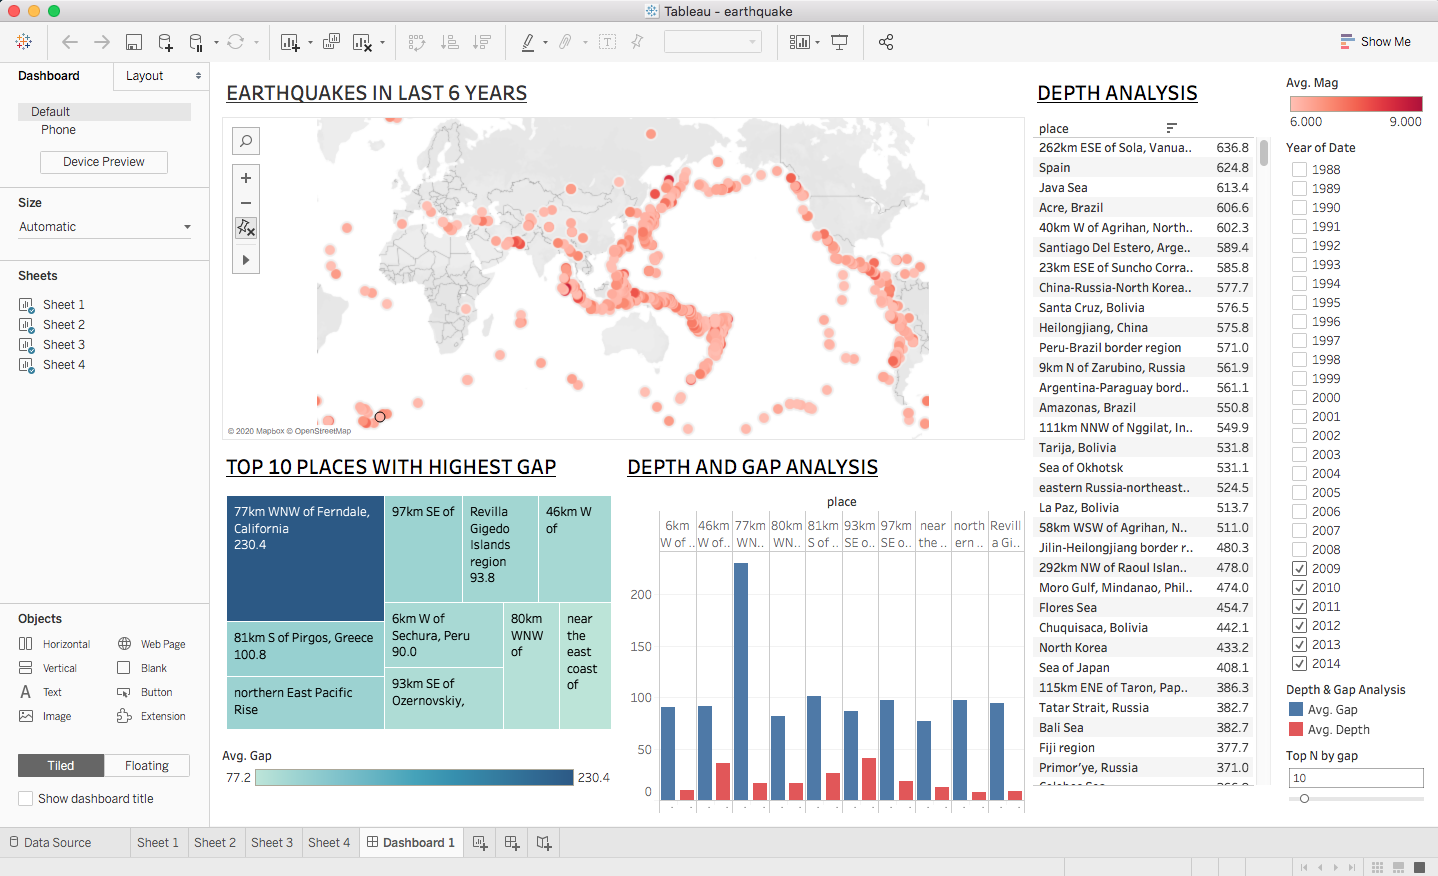 Tableau - earthquake
Show Me
Dashboard
Layout
Default
Phone
Device Preview
Size
Automatic
Sheets
Sheet 1
Sheet 2
Sheet 3
Sheet 4
Objects
Horizontal
Web Page
Vertical
Blank
A Text
Button
Image
Extension
Tiled
Floating
Show dashboard title
EARTHQUAKES IN LAST 6 YEARS
© 2020 Mapbox © OpenStreetMap
TOP 10 PLACES WITH HIGHEST GAP
77km WNW of Ferndale,
California
230.4
97km SE of
Revilla
Gigedo
Islands
region
93.8
46km W
of
81km S of Pirgos, Greece
100.8
northern East Pacific
Rise
6km W of
Sechura, Peru
90.0
93km SE of
Ozernovskiy,
80km
WNW
of
near
the
east
coast
of
Avg. Gap
77.2
230.4
DEPTH AND GAP ANALYSIS
place
6km
W of ..
46km
W of..
77km
WN..
80km
WN..
81km
S of ..
93km
SE o..
97km
SE o..
near
the ..
north
ern ..
Revill
a Gi..
200
150
100
50
0
DEPTH ANALYSIS
place
262km ESE of Sola, Vanua.. 636.8
Spain 624.8
Java Sea 613.4
Acre, Brazil 606.6
40km W of Agrihan, North.. 602.3
Santiago Del Estero, Arge.. 589.4
23km ESE of Suncho Corra.. 585.8
China-Russia-North Korea.. 577.7
Santa Cruz, Bolivia 576.5
Heilongjiang, China 575.8
Peru-Brazil border region 571.0
9km N of Zarubino, Russia 561.9
Argentina-Paraguay bord.. 561.1
Amazonas, Brazil 550.8
111km NNW of Nggilat, In.. 549.9
Tarija, Bolivia 531.8
Sea of Okhotsk 531.1
eastern Russia-northeast.. 524.5
La Paz, Bolivia 513.7
58km WSW of Agrihan, N.. 511.0
Jilin-Heilongjiang border r.. 480.3
292km NW of Raoul Islan.. 478.0
Moro Gulf, Mindanao, Phil.. 474.0
Flores Sea 454.7
Chuquisaca, Bolivia 442.1
North Korea 433.2
Sea of Japan 408.1
115km ENE of Taron, Pap.. 386.3
Tatar Strait, Russia 382.7
Bali Sea 382.7
Fiji region 377.7
Primor'ye, Russia 371.0
Avg. Mag
6.000
9.000
Year of Date
1988
1989
1990
1991
1992
1993
1994
1995
1996
1997
1998
1999
2000
2001
2002
2003
2004
2005
2006
2007
2008
2009
2010
2011
2012
2013
2014
Depth & Gap Analysis
Avg. Gap
Avg. Depth
Top N by gap
10
Data Source
Sheet 1
Sheet 2
Sheet 3
Sheet 4
Dashboard 1